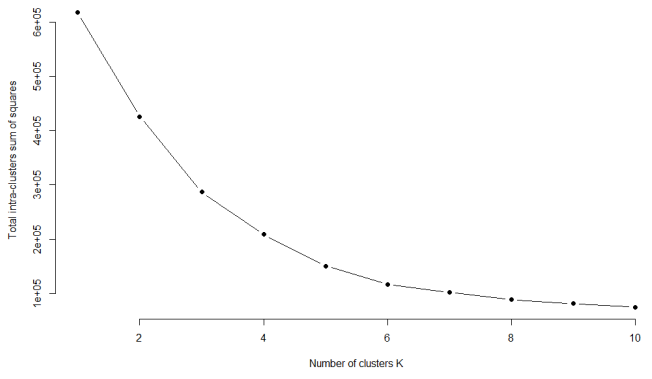 6e+05
5e+05
4e+05
3e+05
2e+05
1e+05
Total intra-clusters sum of squares
2 4 6 8 10
Number of clusters K